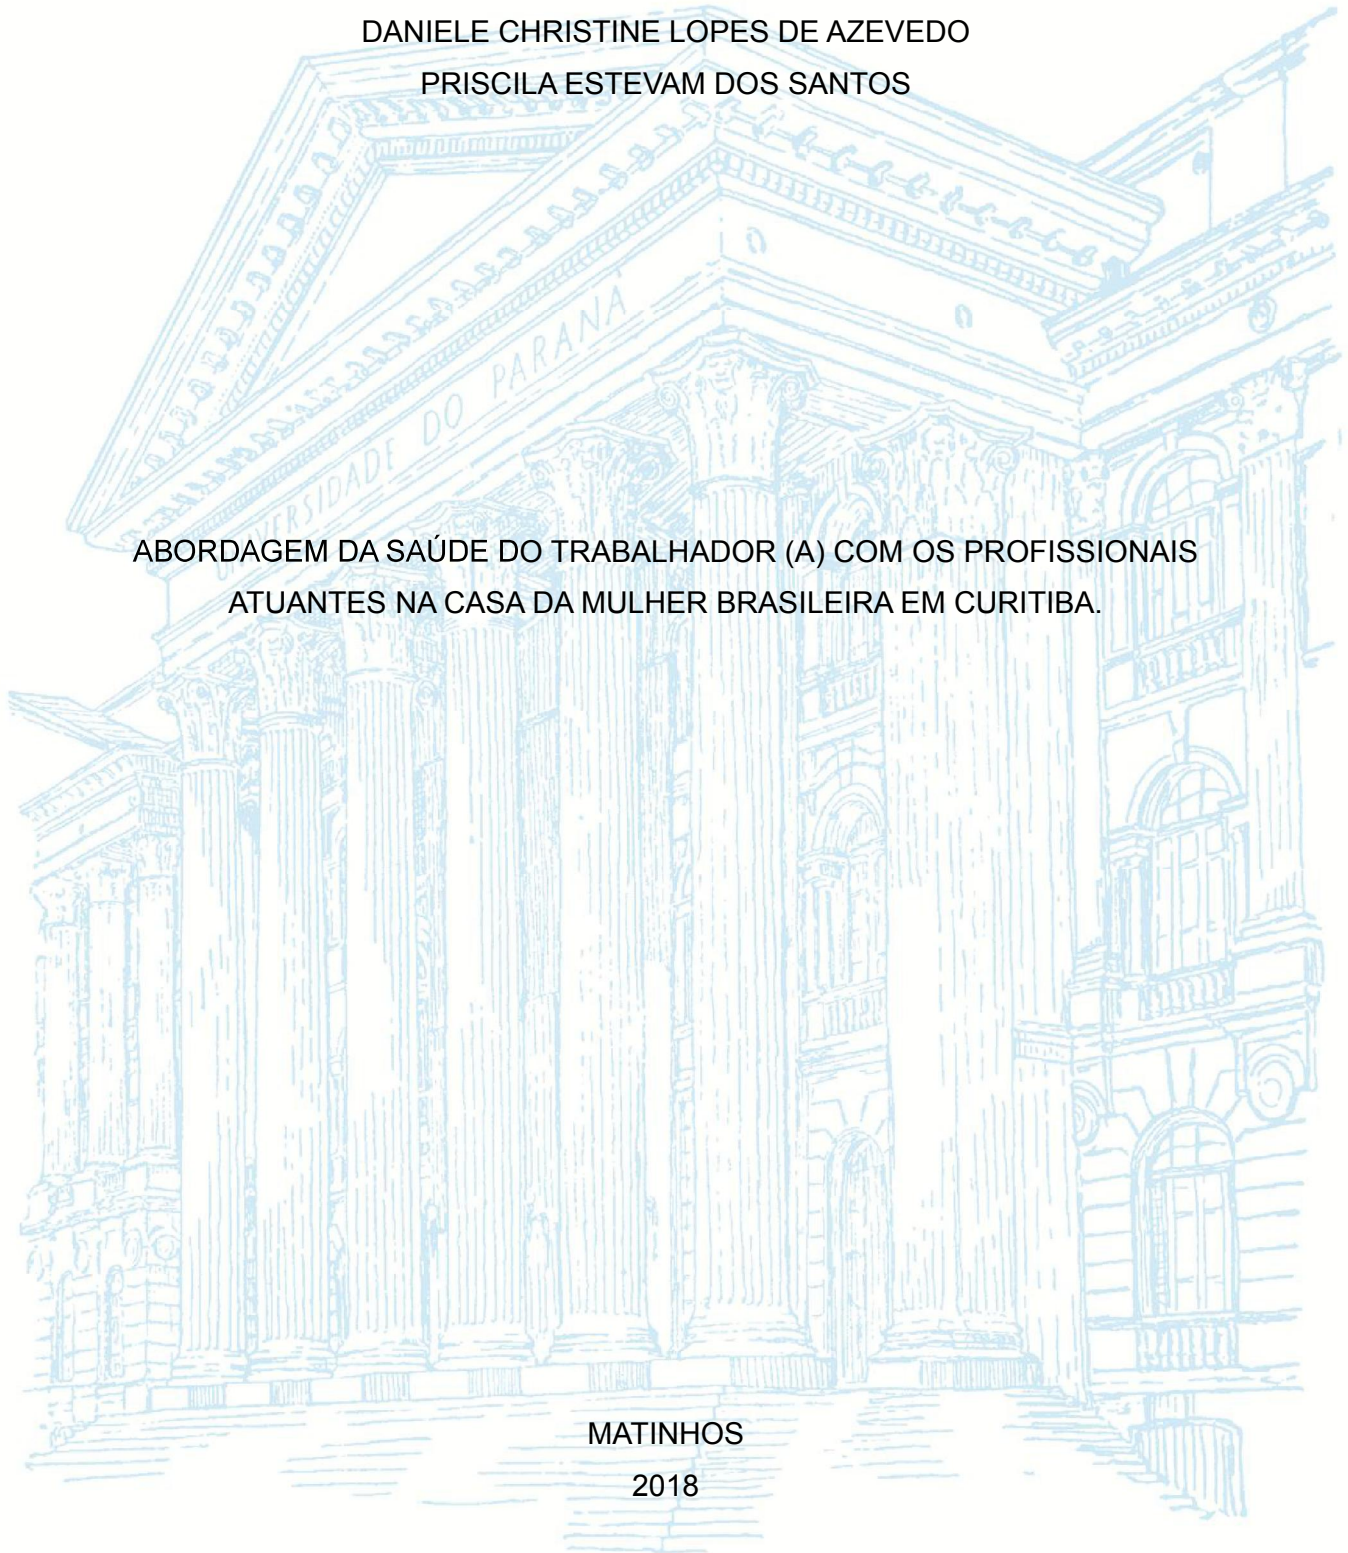 DANIELE CHRISTINE LOPES DE AZEVEDO
PRISCILA ESTEVAM DOS SANTOS
UNIVERSIDADE DO PARANÁ
ABORDAGEM DA SAÚDE DO TRABALHADOR (A) COM OS PROFISSIONAIS
ATUANTES NA CASA DA MULHER BRASILEIRA EM CURITIBA.
MATINHOS
2018